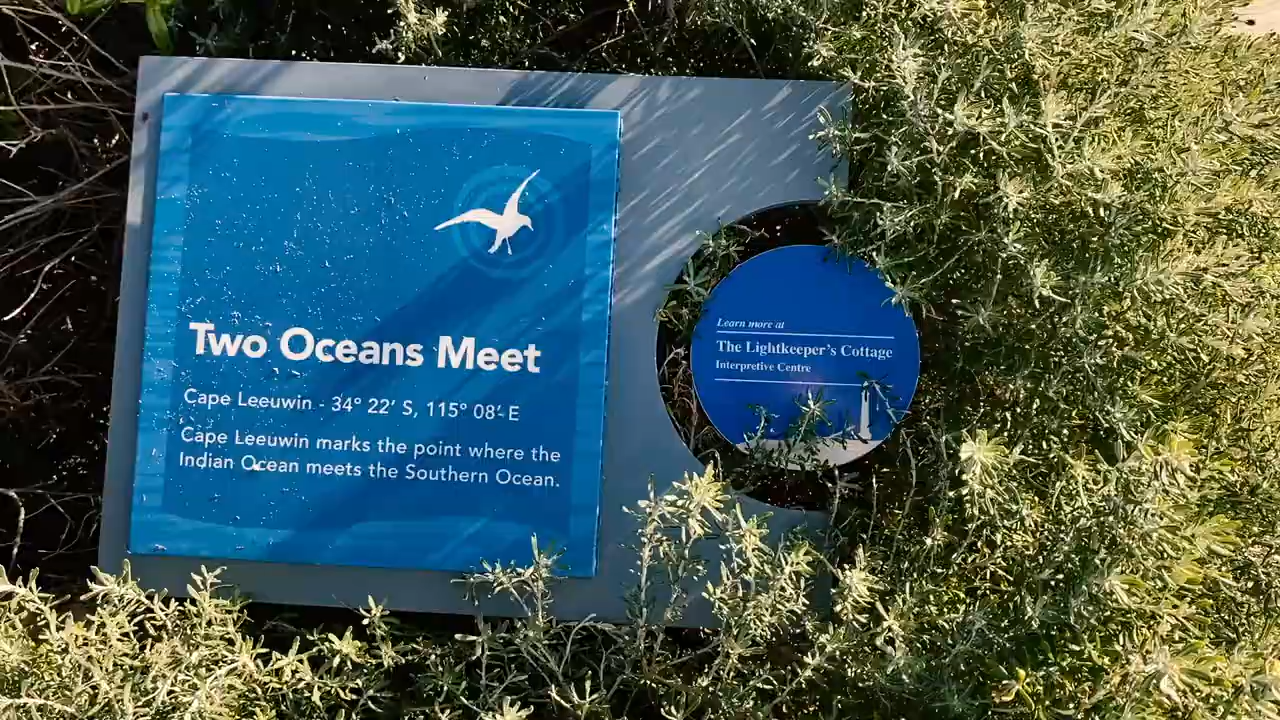 Two Oceans Meet
Cape Leeuwin - 34° 22' S, 115° 08' E
Cape Leeuwin marks the point where the
Indian Ocean meets the Southern Ocean.
Learn more at
The Lightkeeper's Cottage
Interpretive Centre